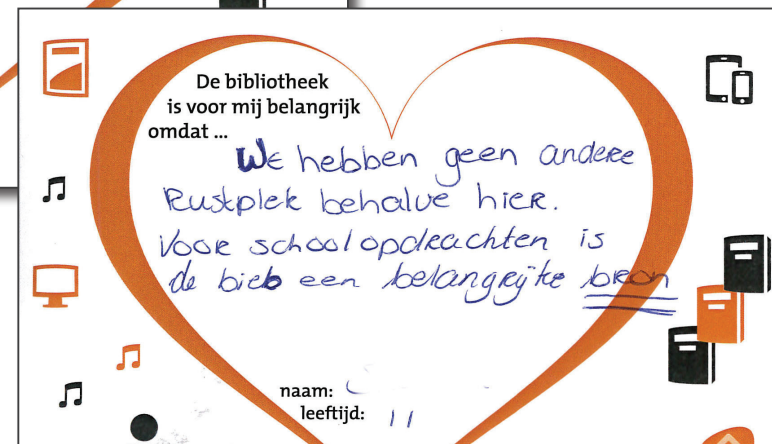 De bibliotheek
is voor mij belangrijk
omdat ...
We hebben geen andere
Rustplek behalve hier.
Voor schoolopdrachten is
de bieb een belangrijke bron
naam:
leeftijd: 11